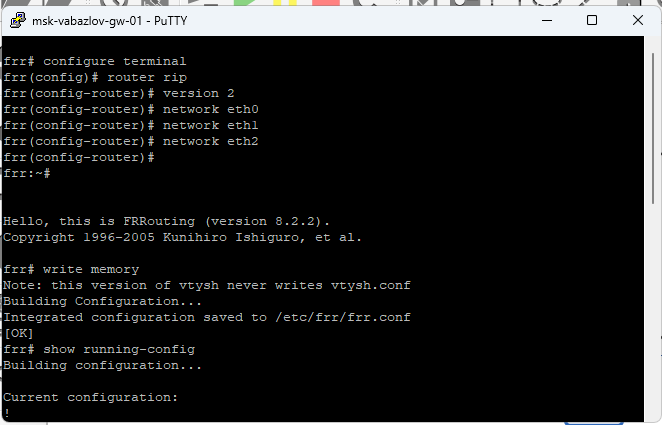 msk-vabazlov-gw-01 - PuTTY
frr# configure terminal
frr(config)# router rip
frr(config-router)# version 2
frr(config-router)# network eth0
frr(config-router)# network eth1
frr(config-router)# network eth2
frr(config-router)#
frr:~#
Hello, this is FRRouting (version 8.2.2).
Copyright 1996-2005 Kunihiro Ishiguro, et al.
frr# write memory
Note: this version of vtysh never writes vtysh.conf
Building Configuration...
Integrated configuration saved to /etc/frr/frr.conf
[OK]
frr# show running-config
Building configuration...
Current configuration:
!